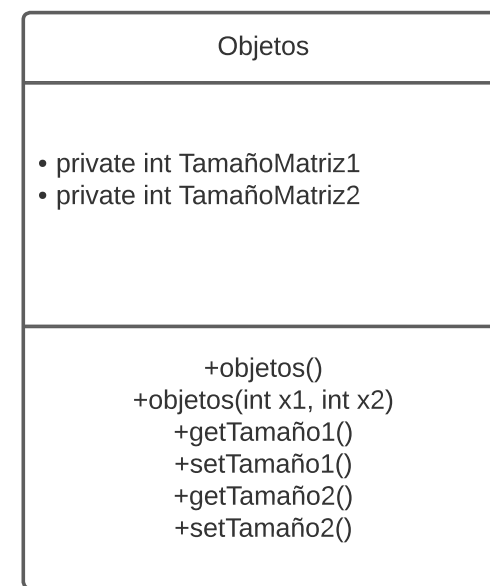 Objetos
• private int TamañoMatriz1
• private int TamañoMatriz2
+objetos()
+objetos(int x1, int x2)
+getTamaño1()
+setTamaño1()
+getTamaño2()
+setTamaño2()